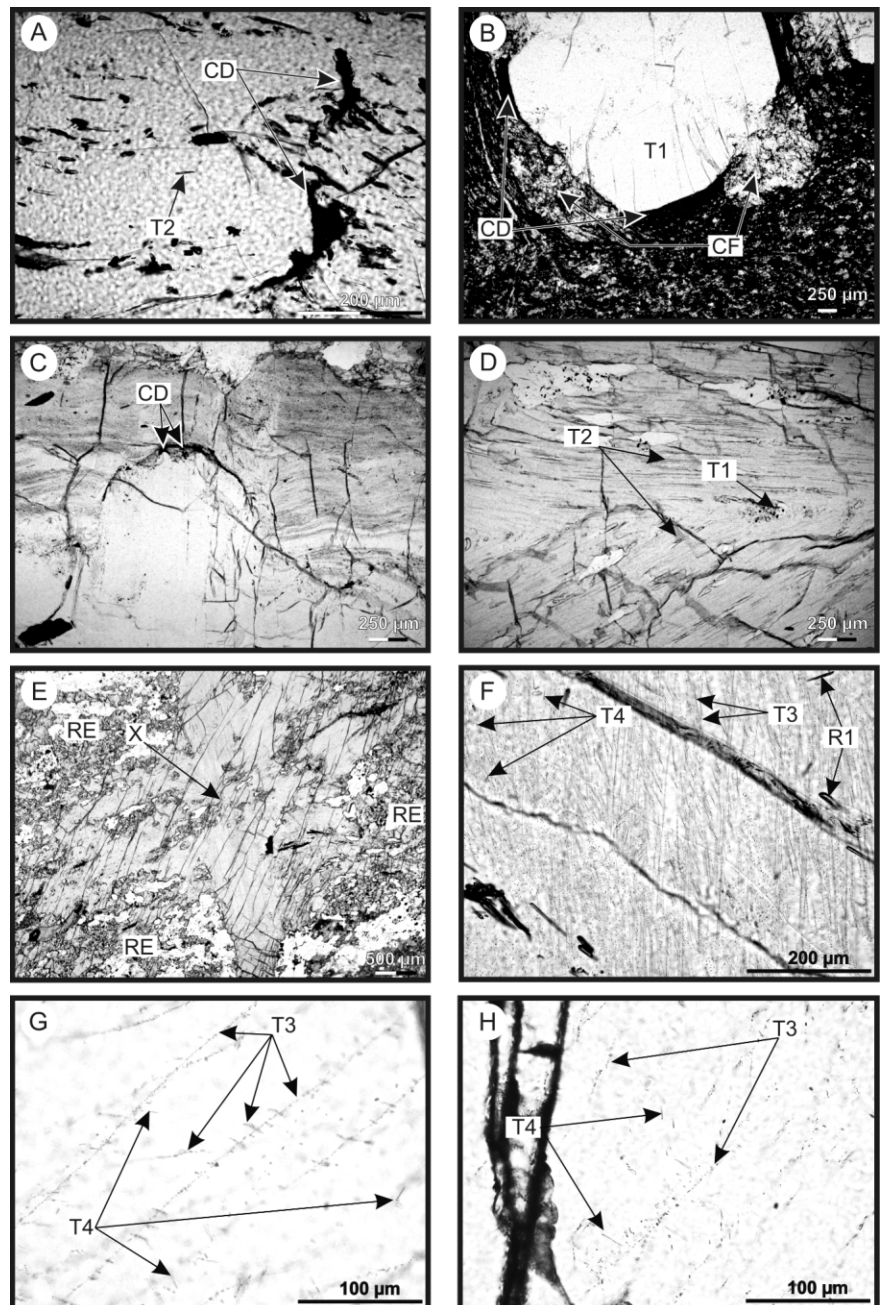 A
CD
T2
200 µm
B
T1
CD
CF
250 µm
C
CD
250 µm
D
T2
T1
250 µm
E
RE
X
RE
RE
500 µm
F
T4
T3
R1
200 µm
G
T3
T4
100 µm
H
T3
T4
100 µm